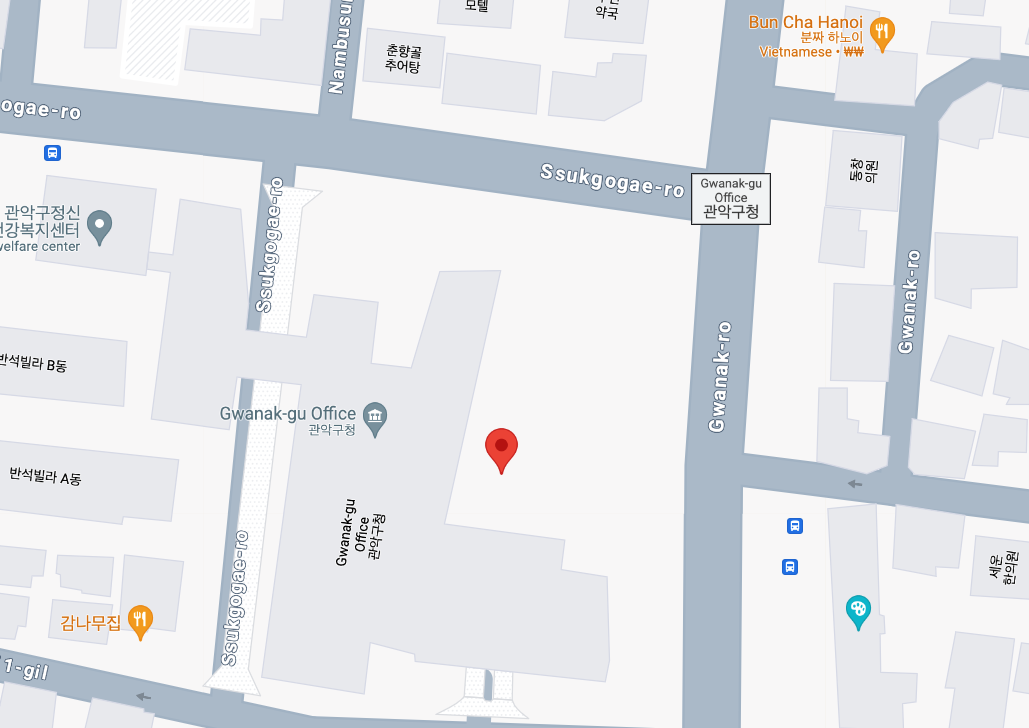 모텔
약국
Nambusu
춘향골
추어탕
Bun Cha Hanoi
분짜 하노이
Vietnamese • ₩₩
ogae-ro
Ssukgogae-ro
동창
의원
Gwanak-gu
Office
관악구청
Ssukgogae-ro
관악구정신
건강복지센터
welfare center
Gwanak-ro
Gwanak-ro
반석빌라 B동
Gwanak-gu Office
관악구청
반석빌라 A동
Gwanak-gu
Office
관악구청
Ssukgogae-ro
세운
한의원
감나무집
1-gil